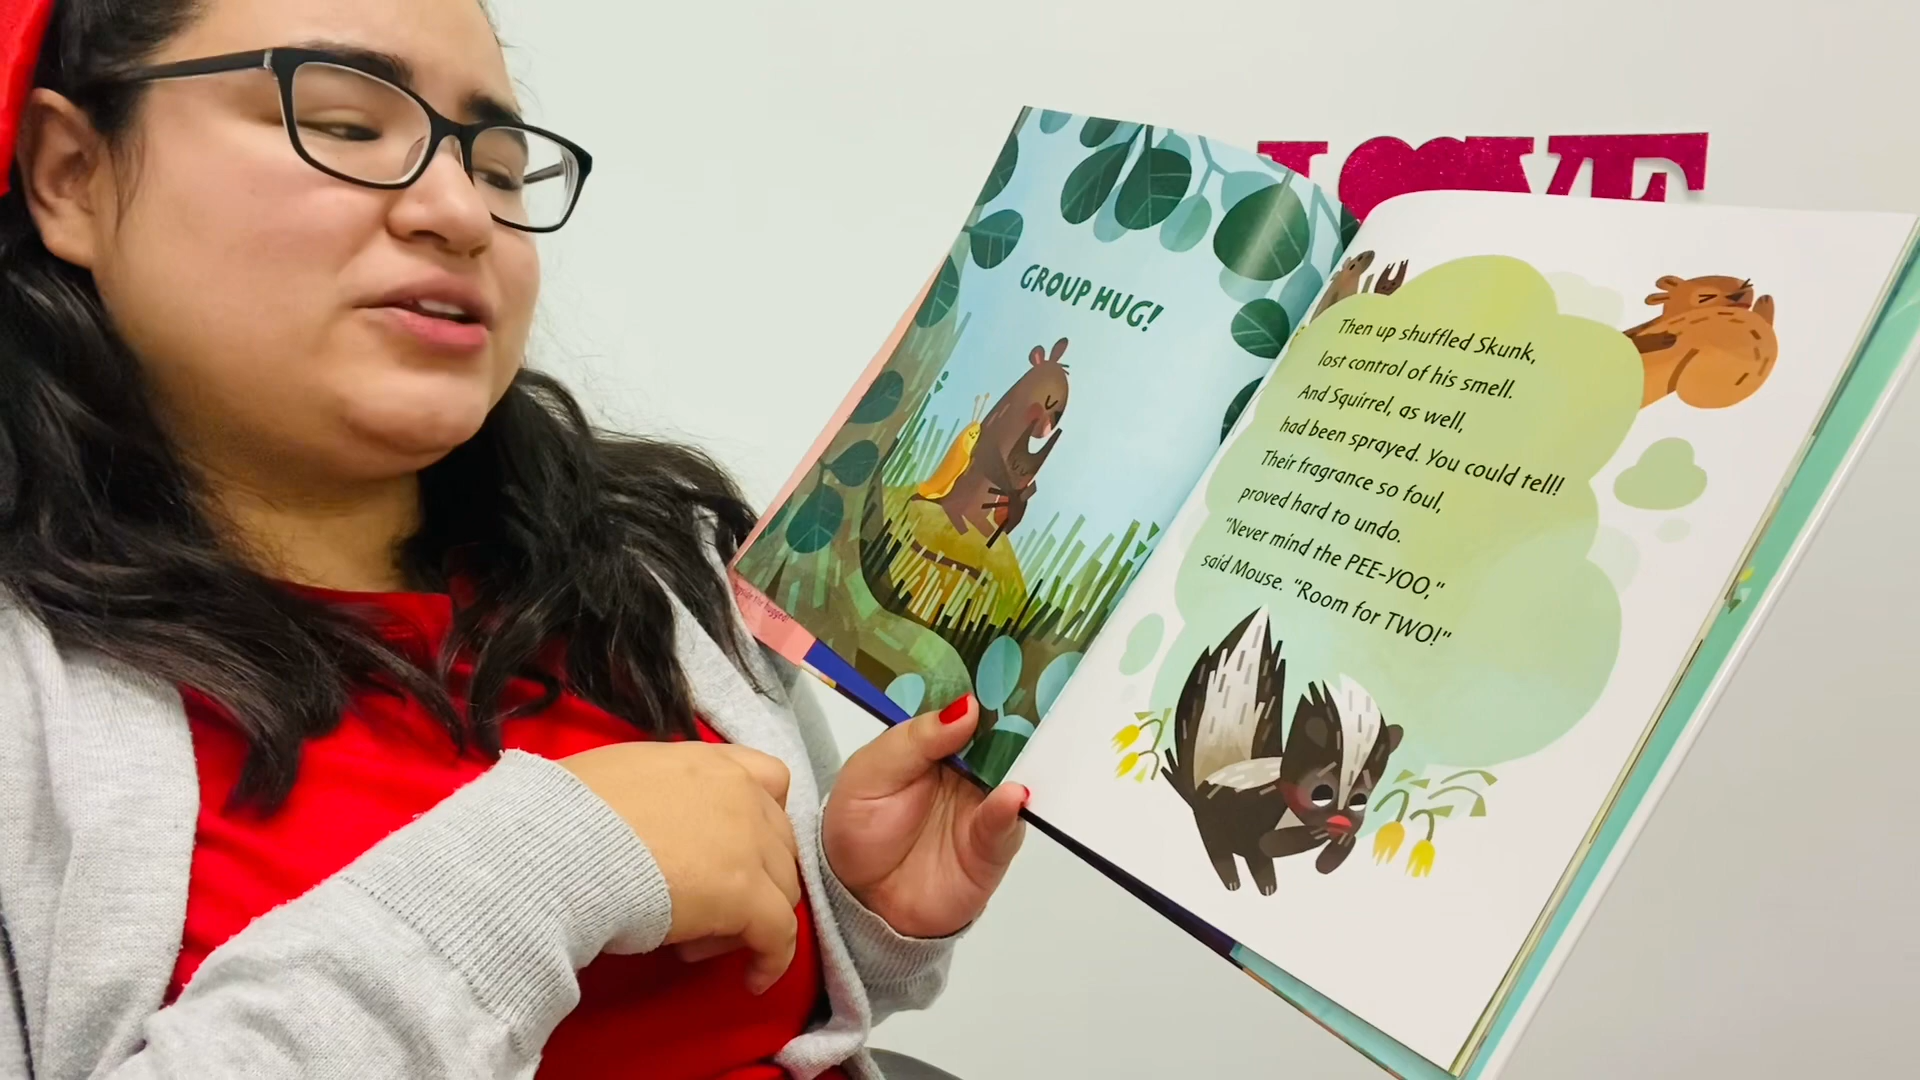 LOVE
GROUP HUG!
Then up shuffled Skunk,
lost control of his smell.
And Squirrel, as well,
had been sprayed. You could tell!
Their fragrance so foul,
proved hard to undo.
"Never mind the PEE-YOO,"
said Mouse. "Room for TWO!"
the hugged!